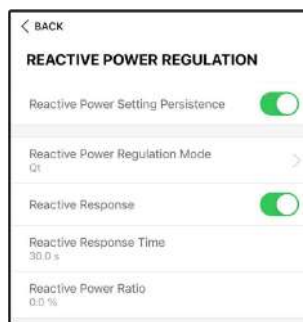 < BACK
REACTIVE POWER REGULATION
Reactive Power Setting Persistence
Reactive Power Regulation Mode
Qt
Reactive Response
Reactive Response Time
30.0 s
Reactive Power Ratio
0.0 %